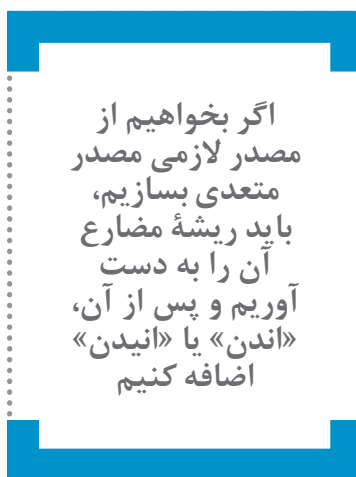 اگر بخواهیم از
مصدر لازمی مصدر
متعدی بسازیم،
باید ریشهٔ مضارع
آن را به دست
آوریم و پس از آن،
«اندن» یا «انیدن»
اضافه کنیم